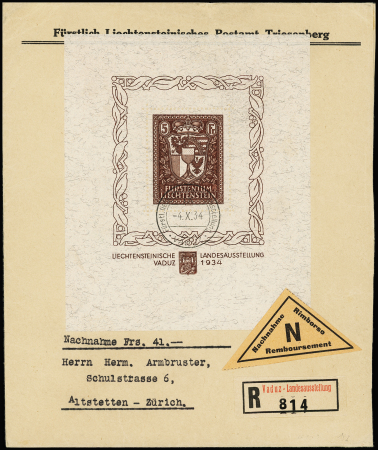 Fürstlich Liechtensteinisches Postamt Triesenberg
5 Fr
FÜRSTENTUM
LIECHTENSTEIN
-4.X.34
LIECHTENSTEINISCHE LANDESAUSSTELLUNG
VADUZ 1934
Nachnahme Frs. 41.—
Herrn Herm. Armbruster,
Schulstrasse 6,
Altstetten - Zürich.
Nachnahme Rimborso
N
Remboursement
R Vaduz - Landesausstellung
814